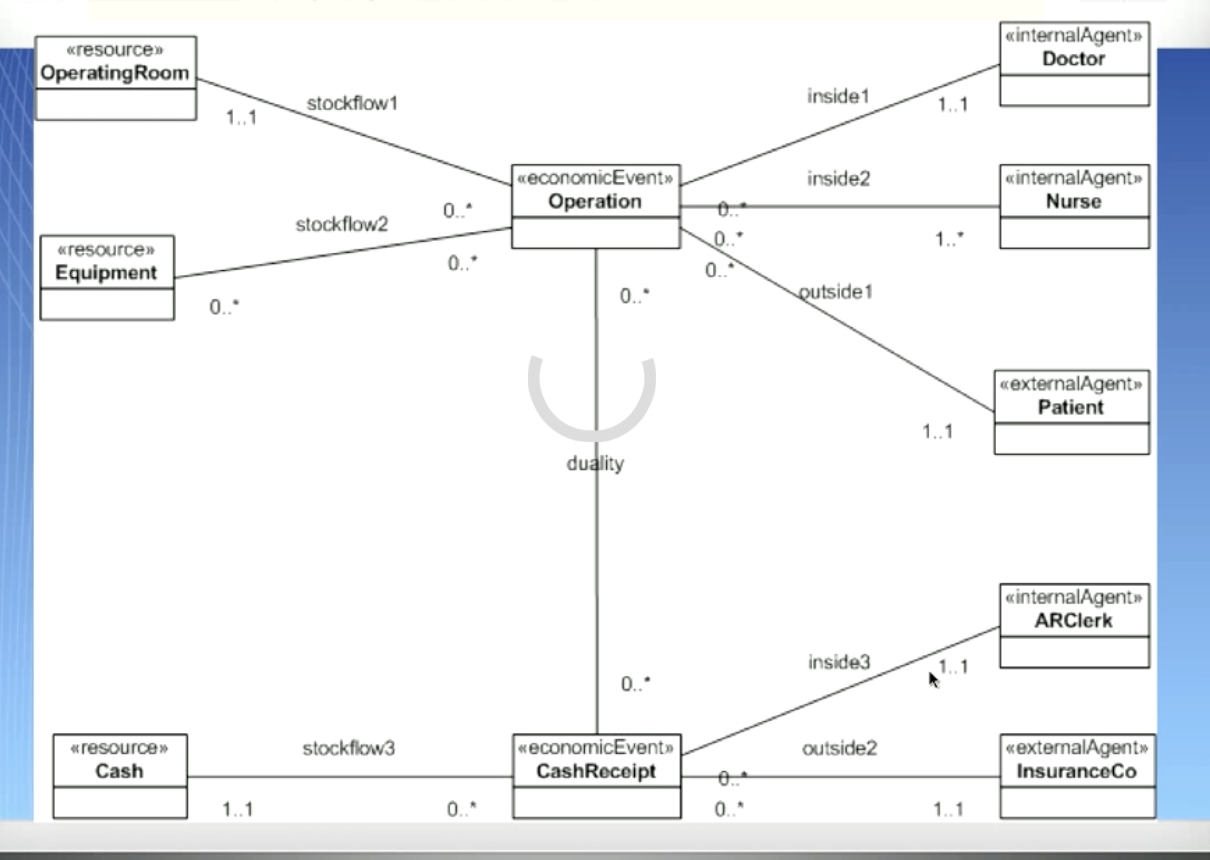 «resource»
OperatingRoom
1..1
stockflow1
«internalAgent»
Doctor
inside1
1..1
«economicEvent»
Operation
0..*
stockflow2
0..*
«resource»
Equipment
0..*
inside2
0..*
0..*
0..*
«internalAgent»
Nurse
1..*
outside1
0..*
«externalAgent»
Patient
1..1
duality
0..*
«internalAgent»
ARClerk
inside3
1..1
«resource»
Cash
1..1
stockflow3
0..*
«economicEvent»
CashReceipt
outside2
0..*
0..*
1..1
«externalAgent»
InsuranceCo